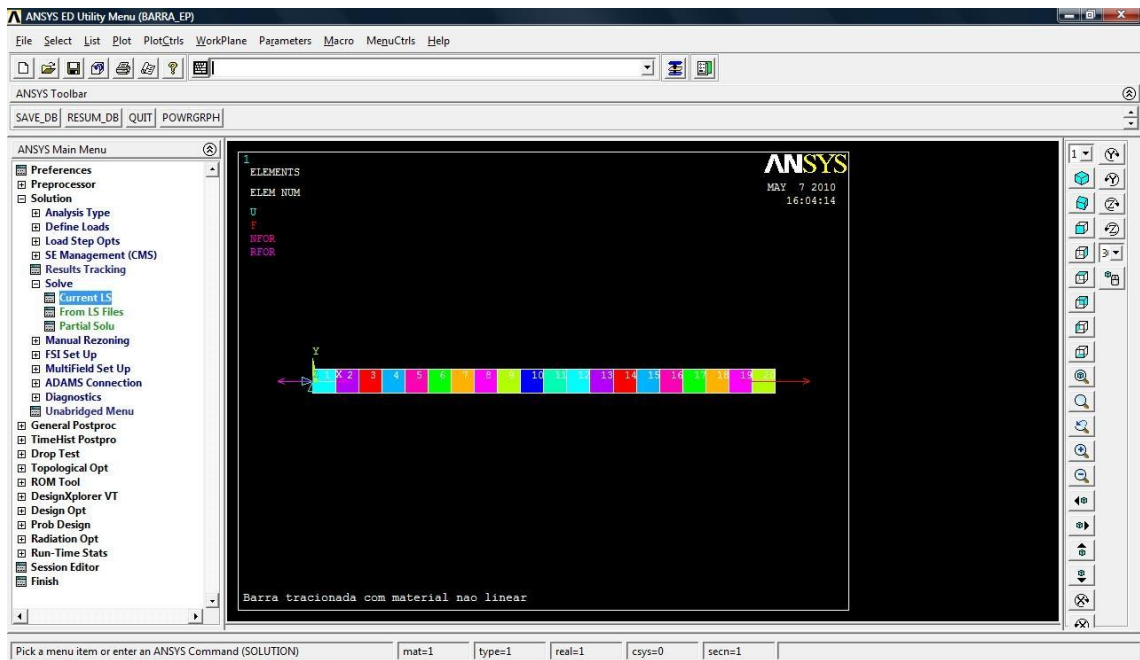 ANSYS ED Utility Menu (BARRA_EP)
File Select List Plot PlotCtrls WorkPlane Parameters Macro MenuCtrls Help
ANSYS Toolbar
SAVE_DB RESUM_DB QUIT POWRGRPH
ANSYS Main Menu
Preferences
Preprocessor
Solution
Analysis Type
Define Loads
Load Step Opts
SE Management (CMS)
Results Tracking
Solve
Current LS
From LS Files
Partial Solu
Manual Rezoning
FSI Set Up
MultiField Set Up
ADAMS Connection
Diagnostics
Unabridged Menu
General Postproc
TimeHist Postpro
Drop Test
Topological Opt
ROM Tool
DesignXplorer VT
Design Opt
Prob Design
Radiation Opt
Run-Time Stats
Session Editor
Finish
1
ELEMENTS
ELEM NUM
U
F
NFOR
RFOR
ANSYS
MAY 7 2010
16:04:14
Y
1 X 2 3 4 5 6 7 8 9 10 11 12 13 14 15 16 17 18 19 20
Z
Barra tracionada com material nao linear
1
3
Pick a menu item or enter an ANSYS Command (SOLUTION) mat=1 type=1 real=1 csys=0 secn=1